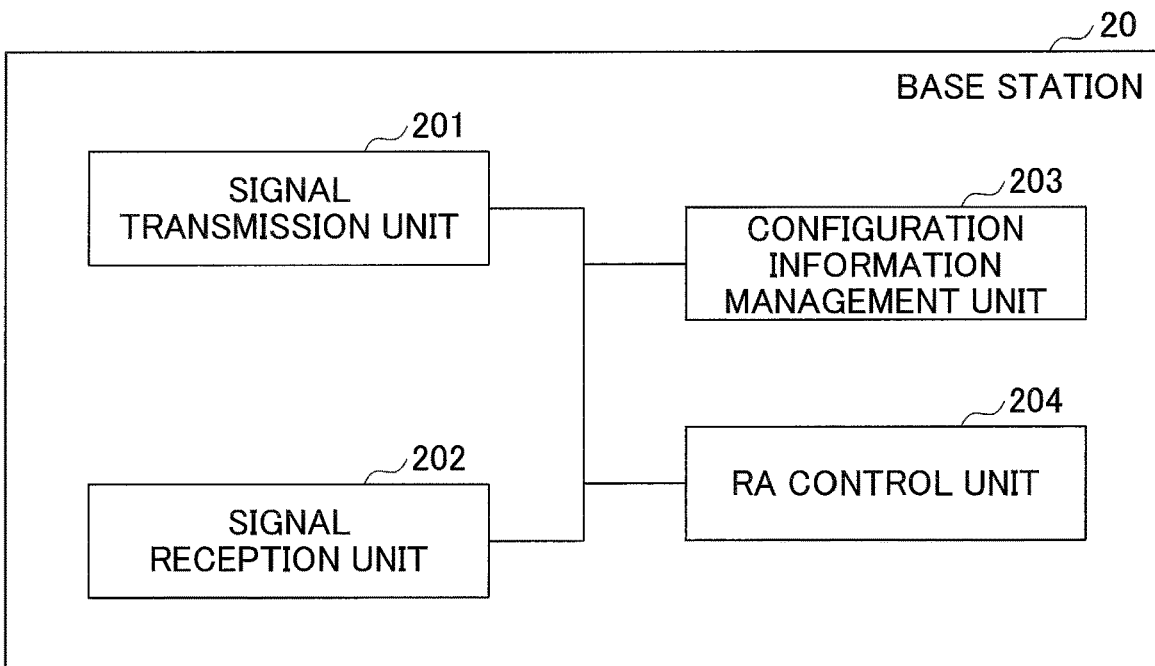 20
BASE STATION
201
SIGNAL
TRANSMISSION UNIT
203
CONFIGURATION
INFORMATION
MANAGEMENT UNIT
202
SIGNAL
RECEPTION UNIT
204
RA CONTROL UNIT